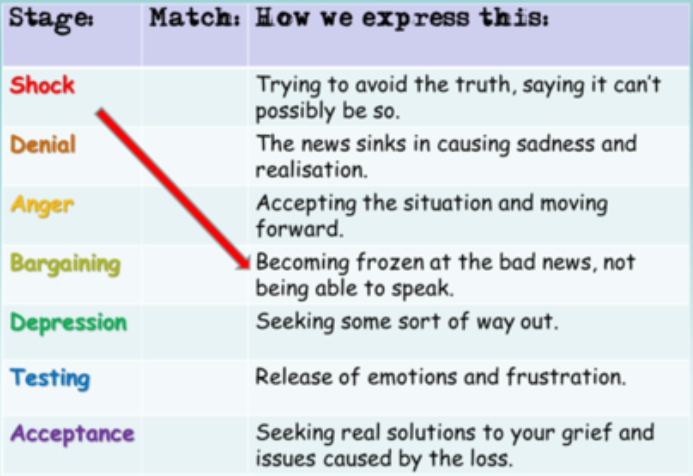 Stage: Match: How we express this:
Shock Trying to avoid the truth, saying it can't
possibly be so.
Denial The news sinks in causing sadness and
realisation.
Anger Accepting the situation and moving
forward.
Bargaining Becoming frozen at the bad news, not
being able to speak.
Depression Seeking some sort of way out.
Testing Release of emotions and frustration.
Acceptance Seeking real solutions to your grief and
issues caused by the loss.